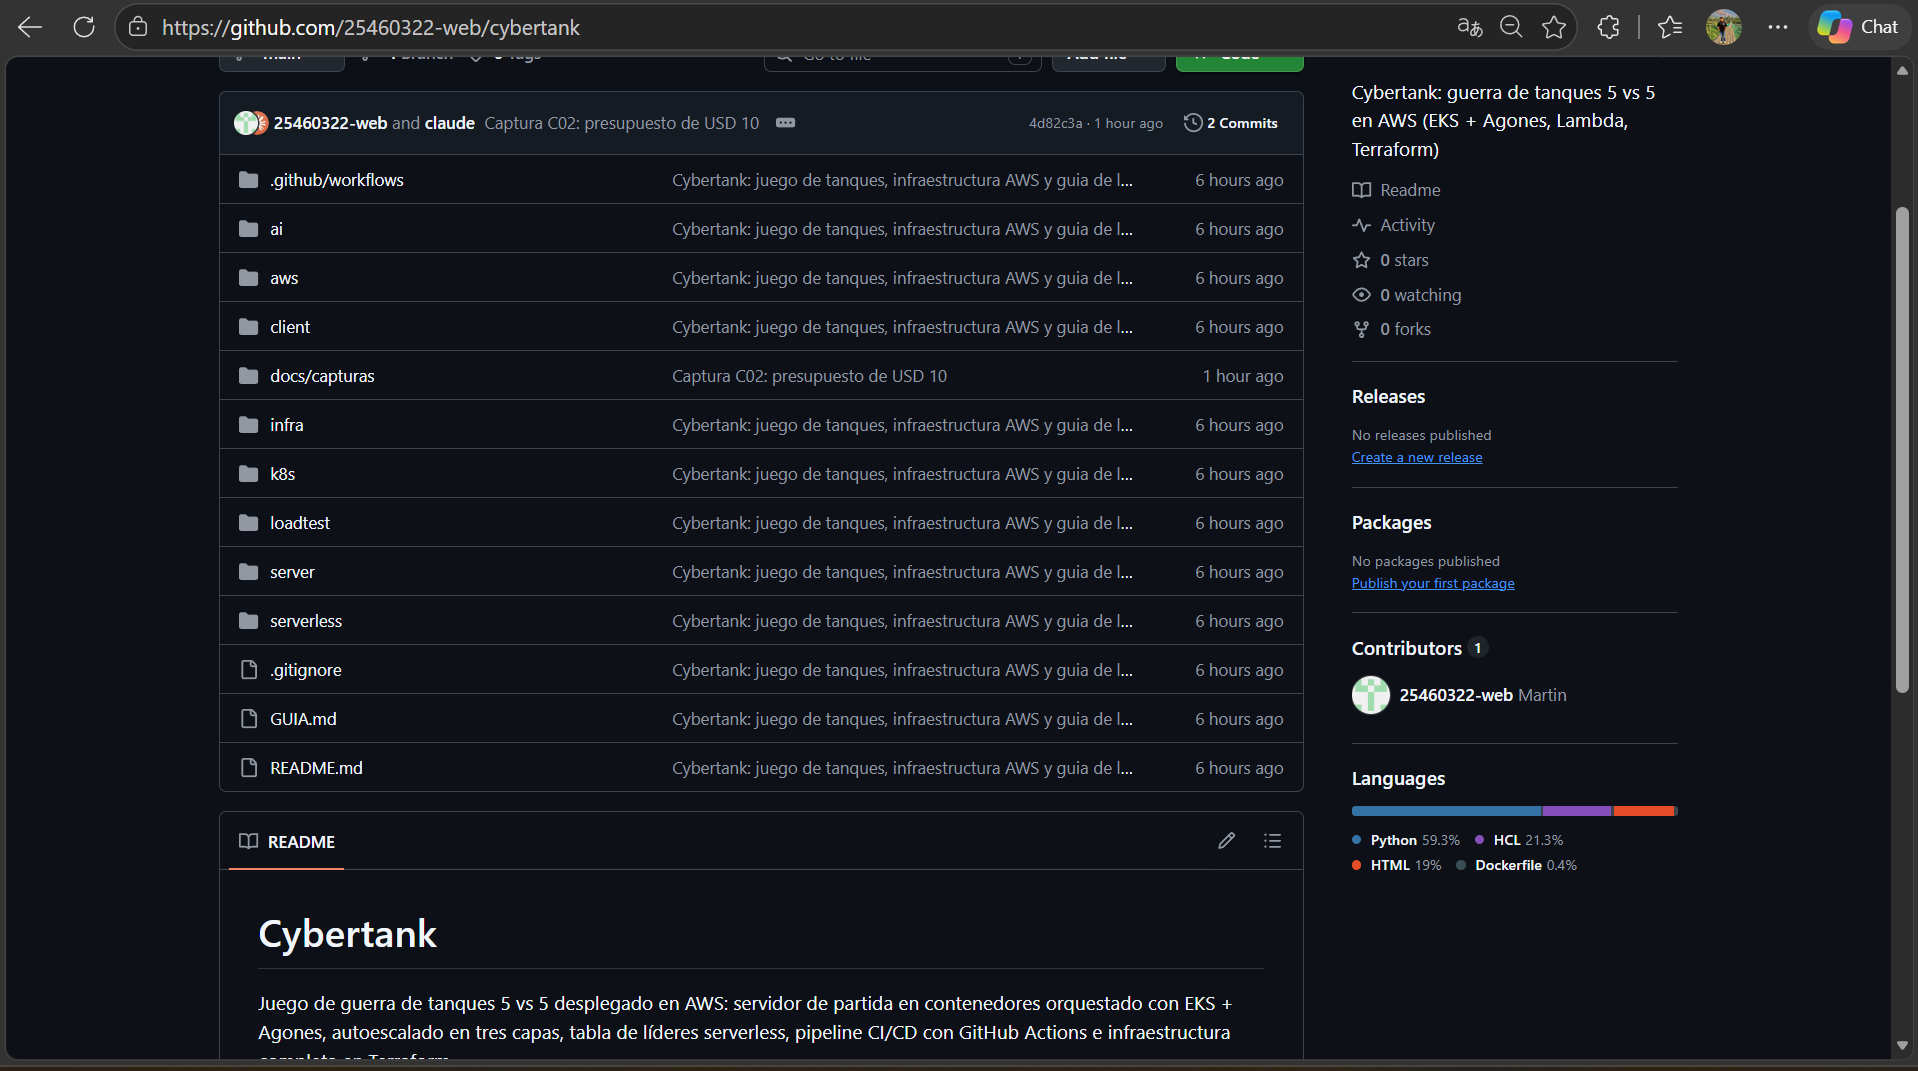 https://github.com/25460322-web/cybertank
Chat
25460322-web and claude Captura C02: presupuesto de USD 10
4d82c3a · 1 hour ago
2 Commits
.github/workflows Cybertank: juego de tanques, infraestructura AWS y guia de l... 6 hours ago
ai Cybertank: juego de tanques, infraestructura AWS y guia de l... 6 hours ago
aws Cybertank: juego de tanques, infraestructura AWS y guia de l... 6 hours ago
client Cybertank: juego de tanques, infraestructura AWS y guia de l... 6 hours ago
docs/capturas Captura C02: presupuesto de USD 10 1 hour ago
infra Cybertank: juego de tanques, infraestructura AWS y guia de l... 6 hours ago
k8s Cybertank: juego de tanques, infraestructura AWS y guia de l... 6 hours ago
loadtest Cybertank: juego de tanques, infraestructura AWS y guia de l... 6 hours ago
server Cybertank: juego de tanques, infraestructura AWS y guia de l... 6 hours ago
serverless Cybertank: juego de tanques, infraestructura AWS y guia de l... 6 hours ago
.gitignore Cybertank: juego de tanques, infraestructura AWS y guia de l... 6 hours ago
GUIA.md Cybertank: juego de tanques, infraestructura AWS y guia de l... 6 hours ago
README.md Cybertank: juego de tanques, infraestructura AWS y guia de l... 6 hours ago
README
Cybertank
Juego de guerra de tanques 5 vs 5 desplegado en AWS: servidor de partida en contenedores orquestado con EKS +
Agones, autoescalado en tres capas, tabla de líderes serverless, pipeline CI/CD con GitHub Actions e infraestructura
Cybertank: guerra de tanques 5 vs 5
en AWS (EKS + Agones, Lambda,
Terraform)
Readme
Activity
0 stars
0 watching
0 forks
Releases
No releases published
Create a new release
Packages
No packages published
Publish your first package
Contributors 1
25460322-web Martin
Languages
Python 59.3% HCL 21.3%
HTML 19% Dockerfile 0.4%